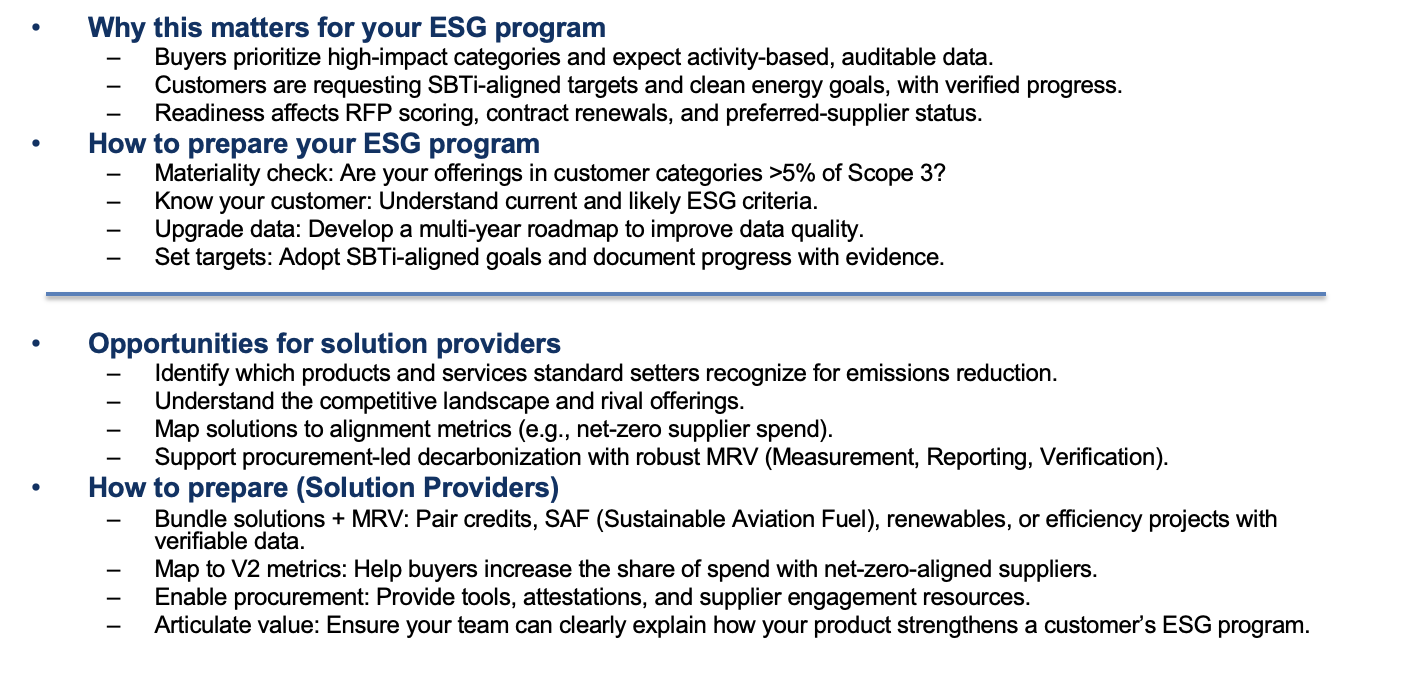 • Why this matters for your ESG program
– Buyers prioritize high-impact categories and expect activity-based, auditable data.
– Customers are requesting SBTi-aligned targets and clean energy goals, with verified progress.
– Readiness affects RFP scoring, contract renewals, and preferred-supplier status.
• How to prepare your ESG program
– Materiality check: Are your offerings in customer categories >5% of Scope 3?
– Know your customer: Understand current and likely ESG criteria.
– Upgrade data: Develop a multi-year roadmap to improve data quality.
– Set targets: Adopt SBTi-aligned goals and document progress with evidence.
• Opportunities for solution providers
– Identify which products and services standard setters recognize for emissions reduction.
– Understand the competitive landscape and rival offerings.
– Map solutions to alignment metrics (e.g., net-zero supplier spend).
– Support procurement-led decarbonization with robust MRV (Measurement, Reporting, Verification).
• How to prepare (Solution Providers)
– Bundle solutions + MRV: Pair credits, SAF (Sustainable Aviation Fuel), renewables, or efficiency projects with
verifiable data.
– Map to V2 metrics: Help buyers increase the share of spend with net-zero-aligned suppliers.
– Enable procurement: Provide tools, attestations, and supplier engagement resources.
– Articulate value: Ensure your team can clearly explain how your product strengthens a customer’s ESG program.